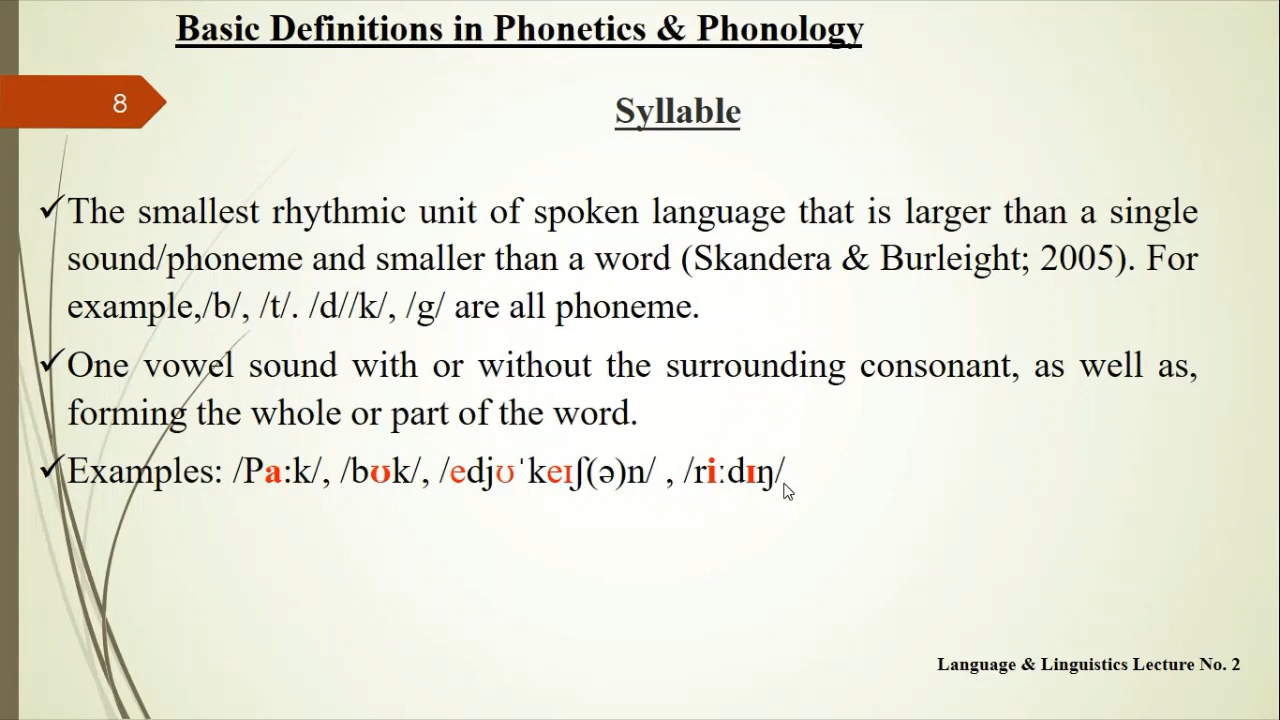 Basic Definitions in Phonetics & Phonology
8
Syllable
The smallest rhythmic unit of spoken language that is larger than a single
sound/phoneme and smaller than a word (Skandera & Burleight; 2005). For
example,/b/, /t/. /d//k/, /g/ are all phoneme.
One vowel sound with or without the surrounding consonant, as well as,
forming the whole or part of the word.
Examples: /Pa:k/, /bʊk/, /edjʊˈkeɪʃ(ə)n/ , /ri:dɪŋ/
Language & Linguistics Lecture No. 2